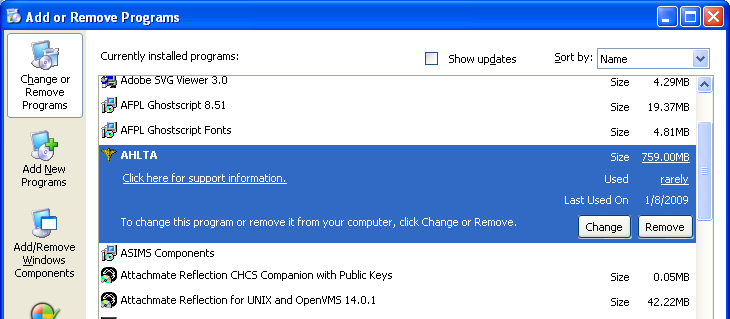 Add or Remove Programs
Change or
Remove
Programs
Add New
Programs
Add/Remove
Windows
Components
Currently installed programs:
Show updates
Sort by: Name
Adobe SVG Viewer 3.0 Size 4.29MB
AFPL Ghostscript 8.51 Size 19.37MB
AFPL Ghostscript Fonts Size 4.81MB
AHLTA Size 759.00MB
Click here for support information. Used rarely
Last Used On 1/8/2009
To change this program or remove it from your computer, click Change or Remove. Change Remove
ASIMS Components
Attachmate Reflection CHCS Companion with Public Keys Size 0.05MB
Attachmate Reflection for UNIX and OpenVMS 14.0.1 Size 42.22MB